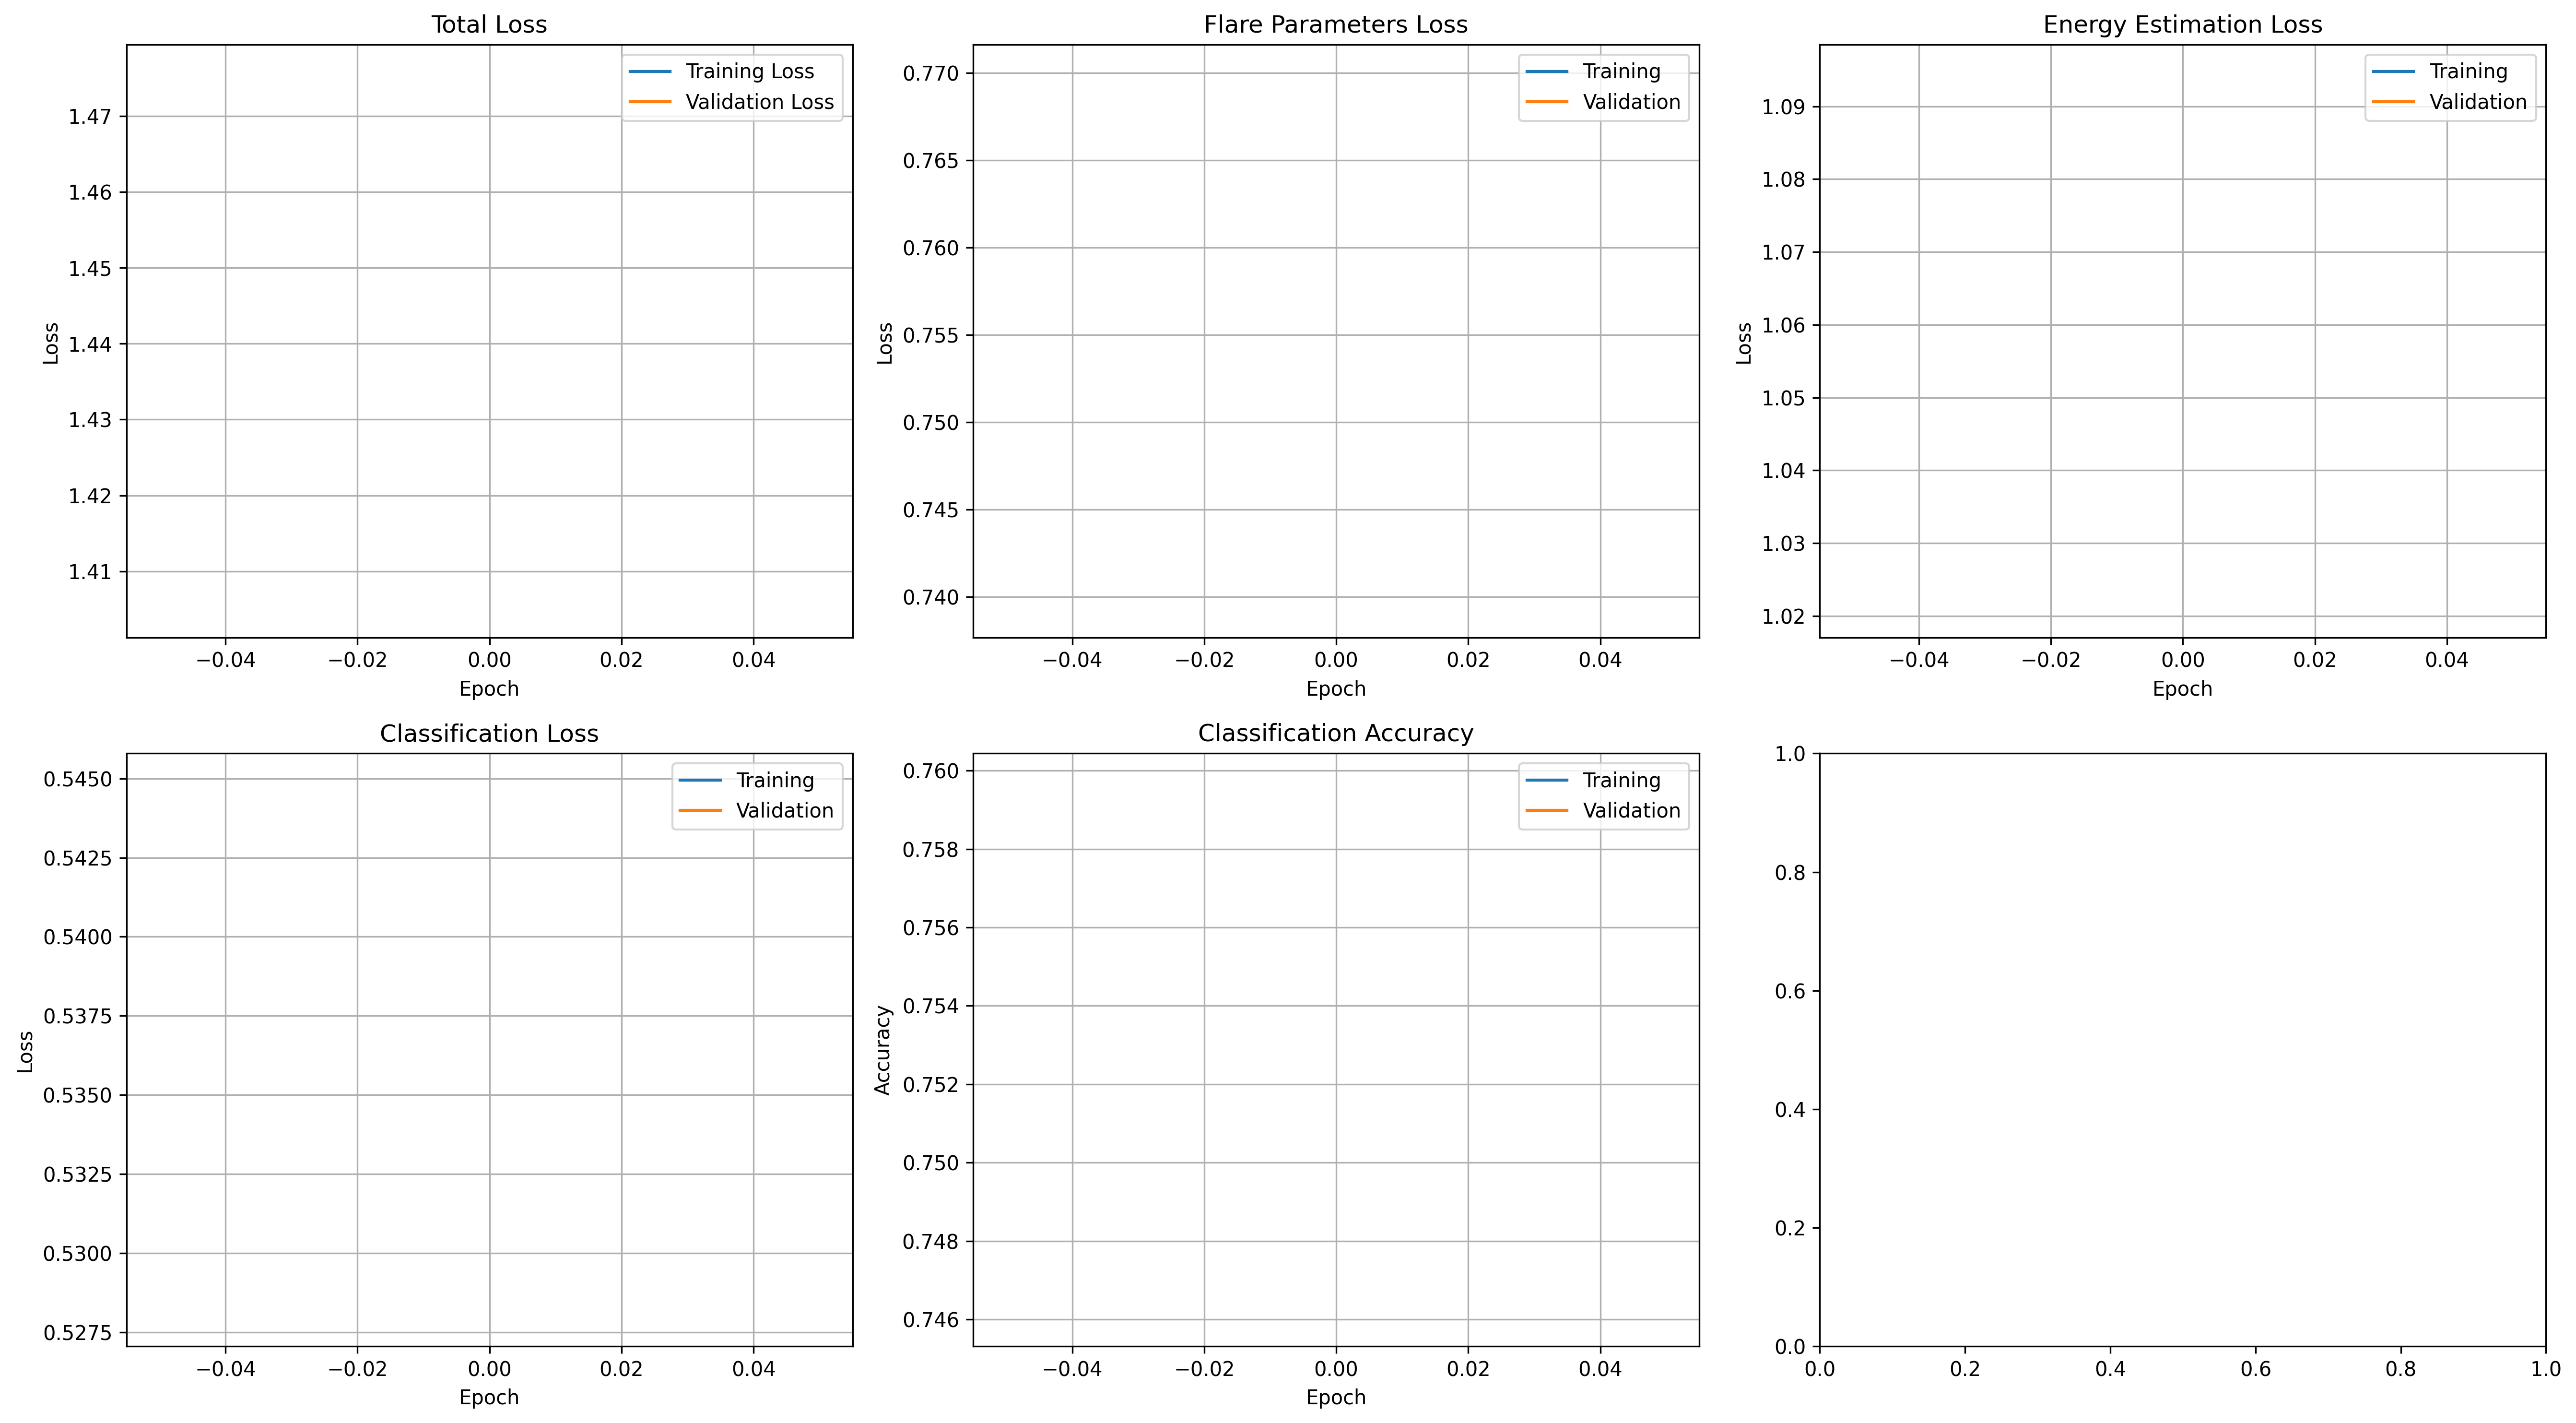 Total Loss
Training Loss
Validation Loss
1.47
1.46
1.45
1.44
1.43
1.42
1.41
Loss
−0.04 −0.02 0.00 0.02 0.04
Epoch
Flare Parameters Loss
Training
Validation
0.770
0.765
0.760
0.755
0.750
0.745
0.740
Loss
−0.04 −0.02 0.00 0.02 0.04
Epoch
Energy Estimation Loss
Training
Validation
1.09
1.08
1.07
1.06
1.05
1.04
1.03
1.02
Loss
−0.04 −0.02 0.00 0.02 0.04
Epoch
Classification Loss
Training
Validation
0.5450
0.5425
0.5400
0.5375
0.5350
0.5325
0.5300
0.5275
Loss
−0.04 −0.02 0.00 0.02 0.04
Epoch
Classification Accuracy
Training
Validation
0.760
0.758
0.756
0.754
0.752
0.750
0.748
0.746
Accuracy
−0.04 −0.02 0.00 0.02 0.04
Epoch
1.0
0.8
0.6
0.4
0.2
0.0
0.0 0.2 0.4 0.6 0.8 1.0